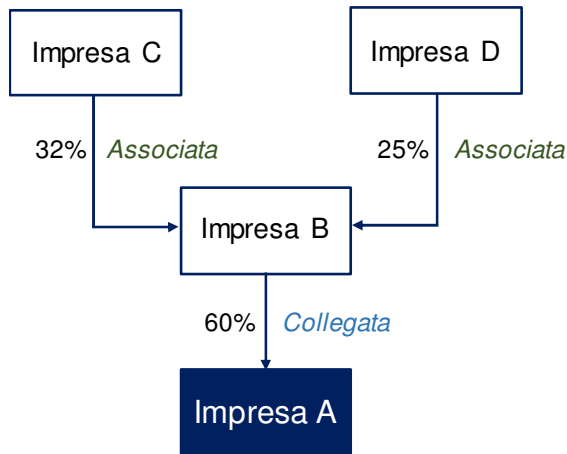 Impresa C
Impresa D
32% Associata
25% Associata
Impresa B
60% Collegata
Impresa A